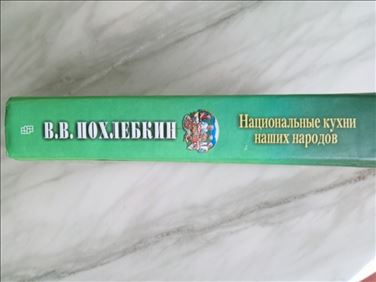 В.В. ПОХЛЕБКИН
Национальные кухни
наших народов